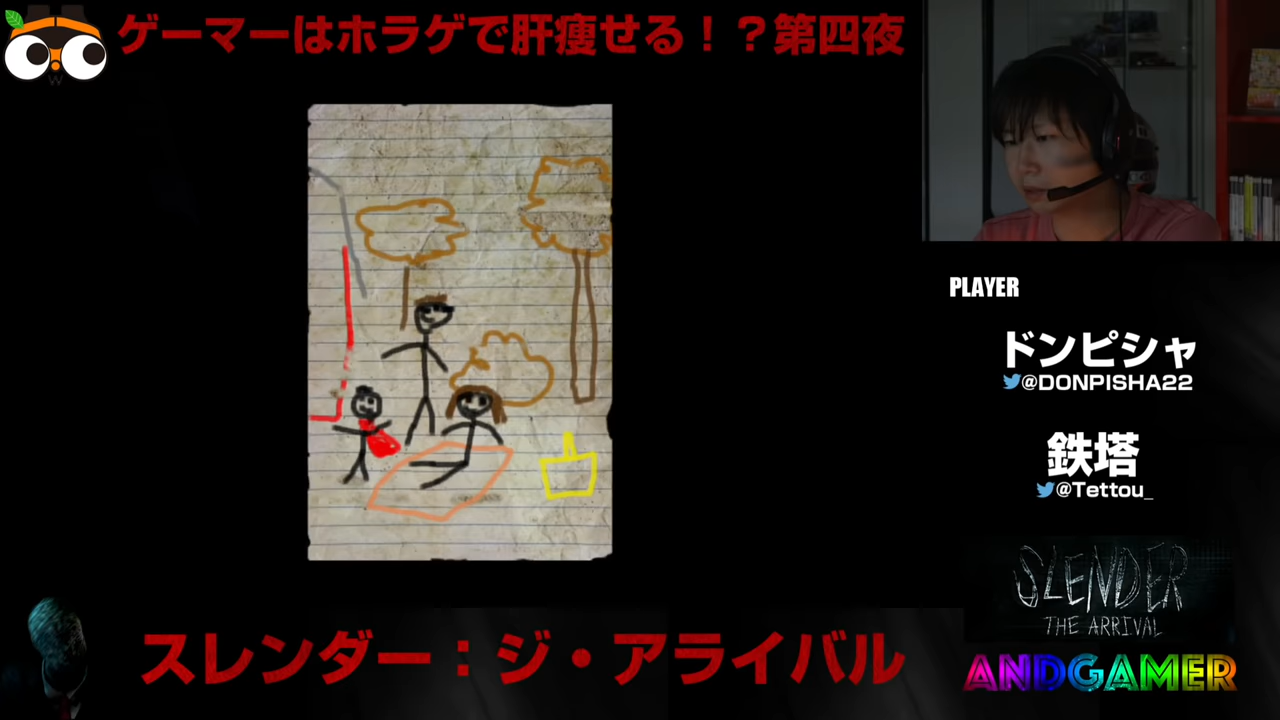 ゲーマーはホラゲで肝痩せる！？第四夜
PLAYER
ドンピシャ
@DONPISHA22
鉄塔
@Tettou_
SLENDER
THE ARRIVAL
スレンダー：ジ・アライバル
ANDGAMER